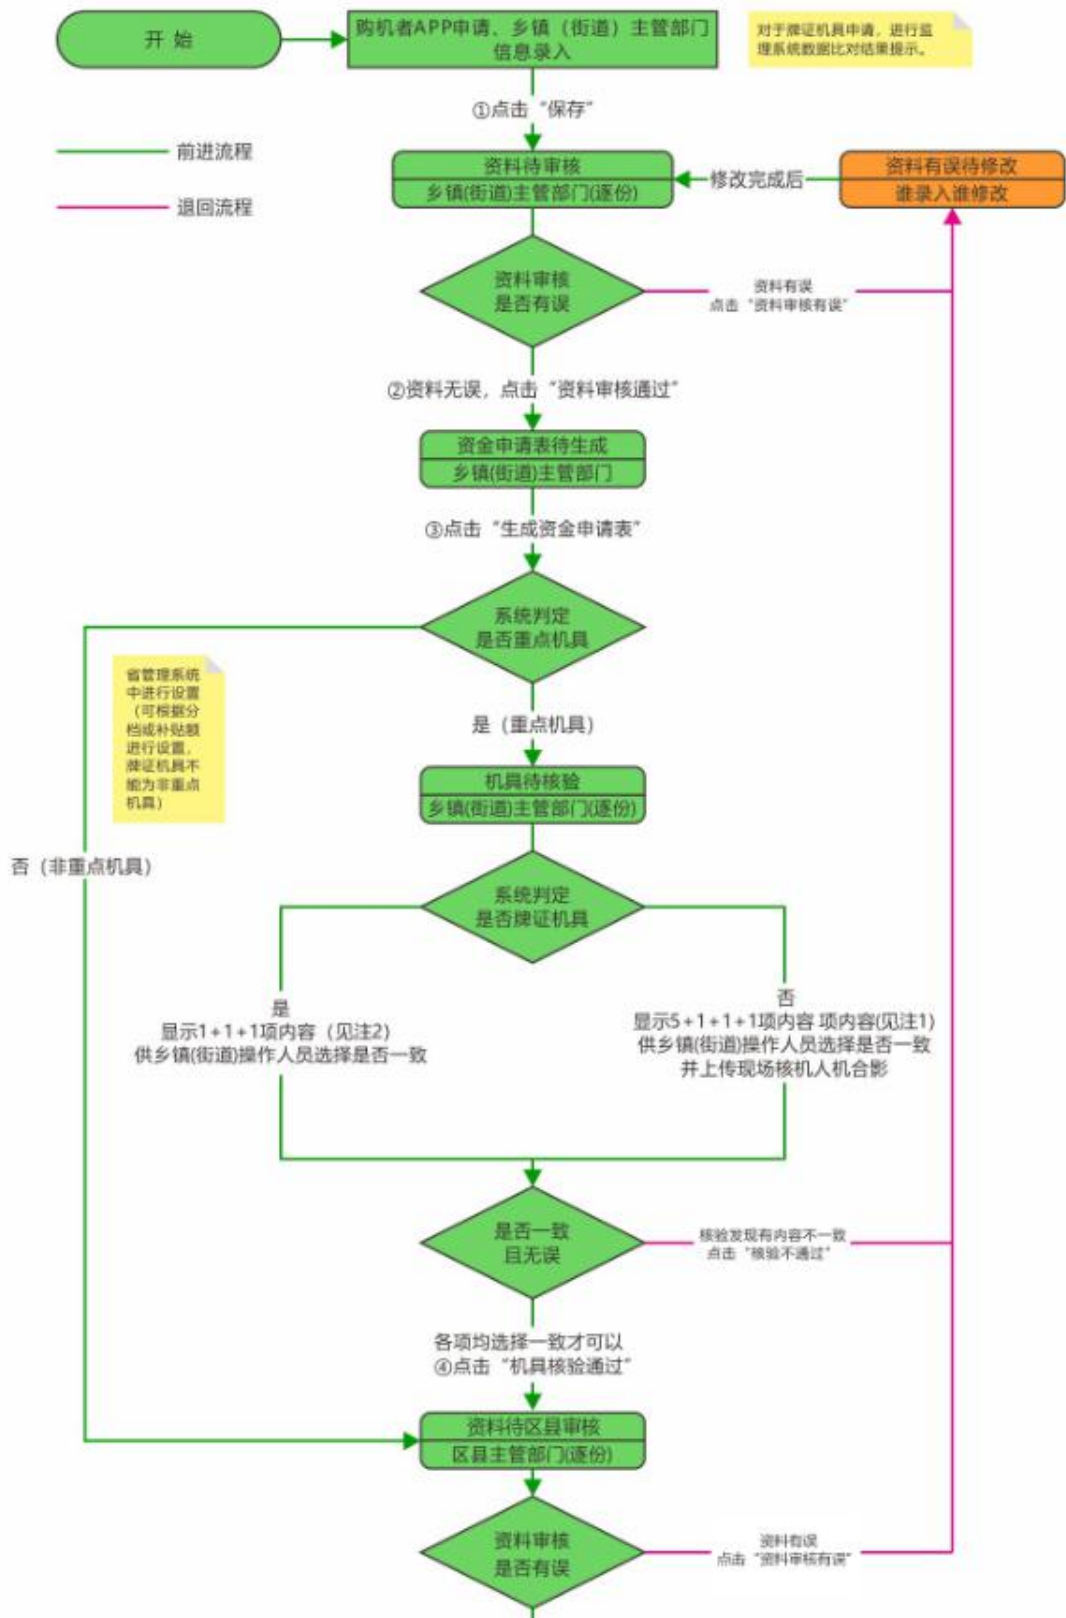 开 始
购机者APP申请、乡镇（街道）主管部门
信息录入
对于牌证机具申请，进行监
理系统数据比对结果提示。
①点击“保存”
前进流程
退回流程
资料待审核
乡镇(街道)主管部门(逐份)
修改完成后
资料有误待修改
谁录入谁修改
资料审核
是否有误
资料有误
点击“资料审核有误”
②资料无误，点击“资料审核通过”
资金申请表待生成
乡镇(街道)主管部门
③点击“生成资金申请表”
系统判定
是否重点机具
省管理系统
中进行设置
（可根据分
档或补贴额
进行设置，
牌证机具不
能为非重点
机具）
是（重点机具）
机具待核验
乡镇(街道)主管部门(逐份)
否（非重点机具）
系统判定
是否牌证机具
是
显示1+1+1项内容（见注2）
供乡镇(街道)操作人员选择是否一致
否
显示5+1+1+1项内容 项内容(见注1)
供乡镇(街道)操作人员选择是否一致
并上传现场核机人机合影
是否一致
且无误
核验发现有内容不一致
点击“核验不通过”
各项均选择一致才可以
④点击“机具核验通过”
资料待区县审核
区县主管部门(逐份)
资料审核
是否有误
资料有误
点击“资料审核有误”